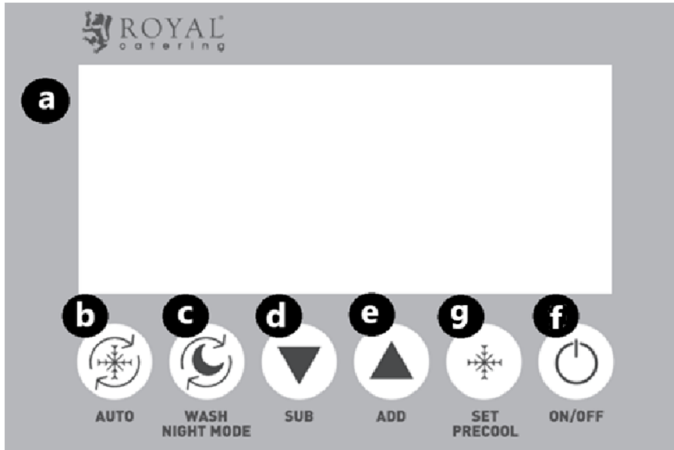 ROYAL
catering
a
b c d e g f
AUTO WASH SUB ADD SET ON/OFF
NIGHT MODE PRECOOL